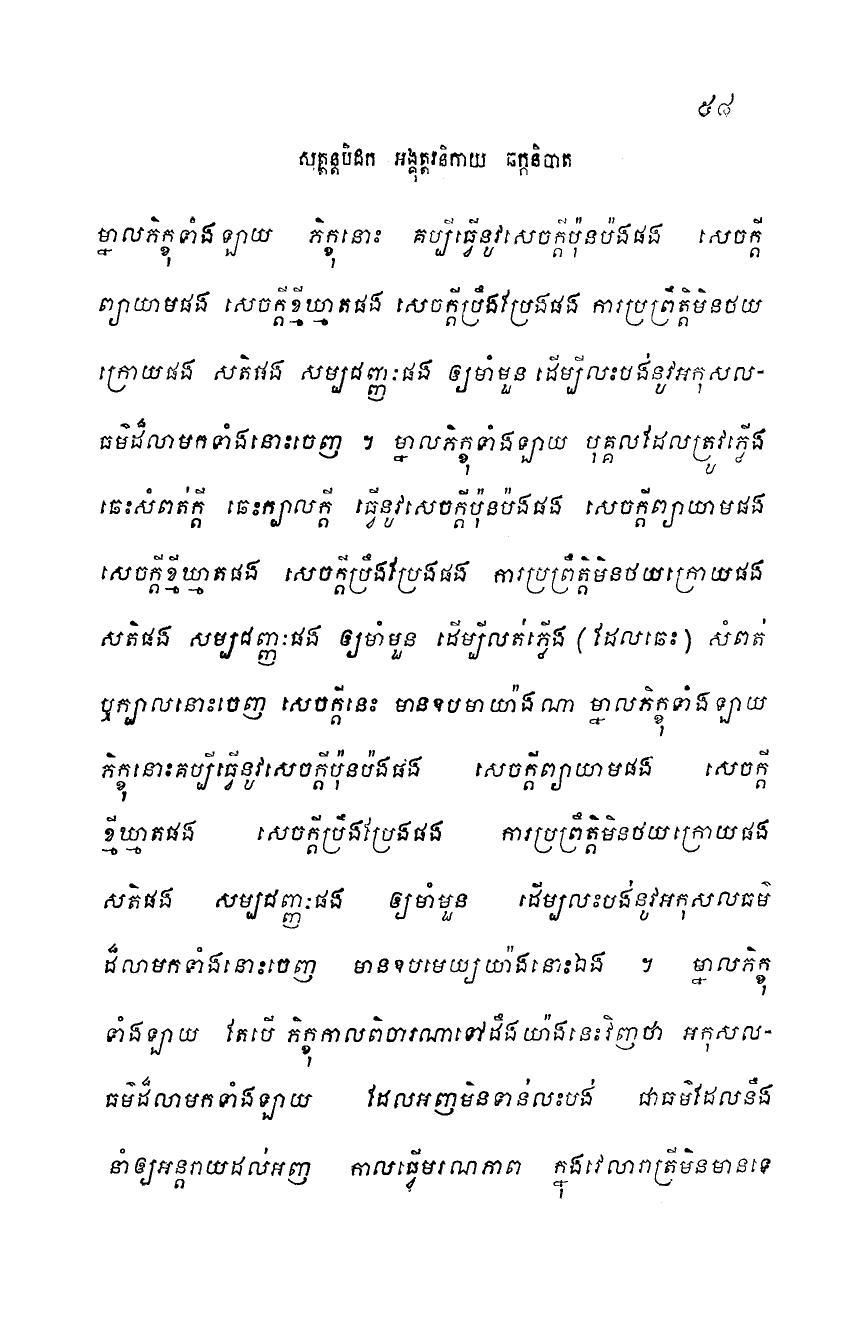 ៥៨
សុត្តន្តបិដក អង្គុត្តរនិកាយ ឆក្កនិបាត
ម្នាលភិក្ខុទាំងឡាយ ភិក្ខុនោះ គប្បីធ្វើនូវសេចក្តីប៉ុនប៉ងផង សេចក្តី
ព្យាយាមផង សេចក្តីខ្មីឃ្មាតផង សេចក្តីប្រឹងប្រែងផង ការប្រព្រឹត្តិមិនថយ
ក្រោយផង សតិផង សម្បជញ្ញៈផង ឲ្យមាំមួន ដើម្បីលះបង់នូវអកុសល-
ធម៌ដ៏លាមកទាំងនោះចេញ ។ ម្នាលភិក្ខុទាំងឡាយ បុគ្គលដែលត្រូវភ្លើង
ឆេះសំពត់ក្តី ឆេះក្បាលក្តី ធ្វើនូវសេចក្តីប៉ុនប៉ងផង សេចក្តីព្យាយាមផង
សេចក្តីខ្មីឃ្មាតផង សេចក្តីប្រឹងប្រែងផង ការប្រព្រឹត្តិមិនថយក្រោយផង
សតិផង សម្បជញ្ញៈផង ឲ្យមាំមួន ដើម្បីលត់ភ្លើង (ដែលឆេះ) សំពត់
ឬក្បាលនោះចេញ សេចក្តីនេះ មានឧបមាយ៉ាងណា ម្នាលភិក្ខុទាំងឡាយ
ភិក្ខុនោះគប្បីធ្វើនូវសេចក្តីប៉ុនប៉ងផង សេចក្តីព្យាយាមផង សេចក្តី
ខ្មីឃ្មាតផង សេចក្តីប្រឹងប្រែងផង ការប្រព្រឹត្តិមិនថយក្រោយផង
សតិផង សម្បជញ្ញៈផង ឲ្យមាំមួន ដើម្បលះបង់នូវអកុសលធម៌
ដ៏លាមកទាំងនោះចេញ មានឧបមេយ្យយ៉ាងនោះឯង ។ ម្នាលភិក្ខុ
ទាំងឡាយ តែបើ ភិក្ខុកាលពិចារណាទៅដឹងយ៉ាងនេះវិញថា អកុសល-
ធម៌ដ៏លាមកទាំងឡាយ ដែលអញមិនទាន់លះបង់ ជាធម៌ដែលនឹង
នាំឲ្យអន្តរាយដល់អញ កាលធ្វើមរណកាព ក្នុងវេលារាត្រីមិនមានទេ